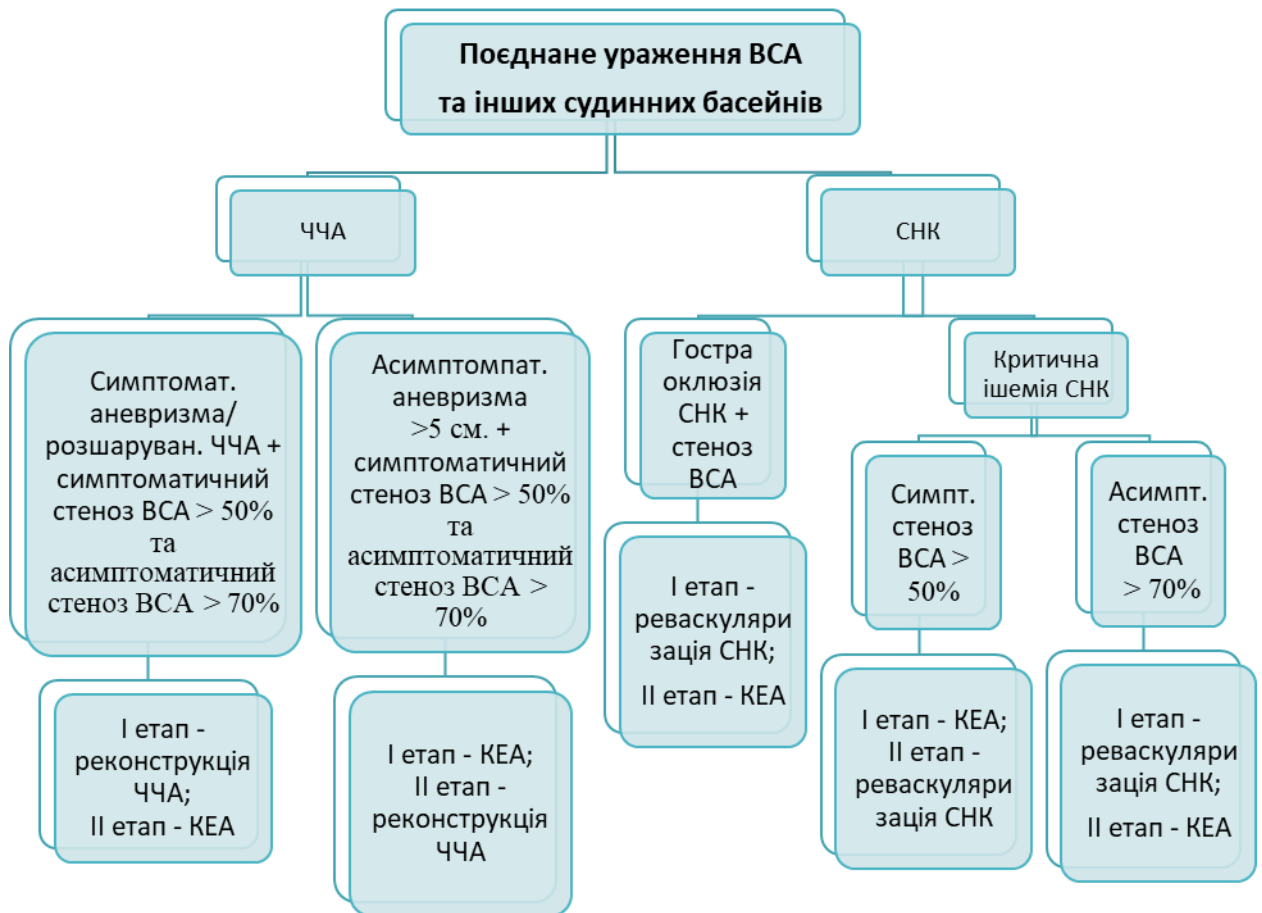 Поєднане ураження ВСА
та інших судинних басейнів
ЧЧА
СНК
Симптомат.
аневризма/
розшаруван. ЧЧА +
симптоматичний
стеноз ВСА > 50%
та
асимптоматичний
стеноз ВСА > 70%
Асимптомпат.
аневризма
>5 см. +
симптоматичний
стеноз ВСА > 50%
та
асимптоматичний
стеноз ВСА >
70%
Гостра
оклюзія
СНК +
стеноз
ВСА
Критична
ішемія СНК
Симпт.
стеноз
ВСА >
50%
Асимпт.
стеноз
ВСА
> 70%
І етап -
реконструкція
ЧЧА;
ІІ етап - КЕА
І етап - КЕА;
ІІ етап -
реконструкція
ЧЧА
І етап -
реваскуляри
зація СНК;
ІІ етап - КЕА
І етап - КЕА;
ІІ етап -
реваскуляри
зація СНК
І етап -
реваскуляри
зація СНК;
ІІ етап - КЕА